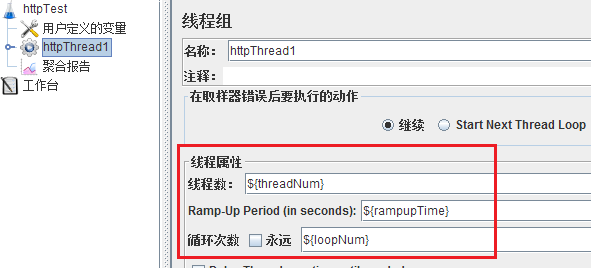 httpTest
用户定义的变量
httpThread1
聚合报告
工作台
线程组
名称: httpThread1
注释:
在取样器错误后要执行的动作
继续 Start Next Thread Loop
线程属性
线程数: ${threadNum}
Ramp-Up Period (in seconds): ${rampupTime}
循环次数 永远 ${loopNum}